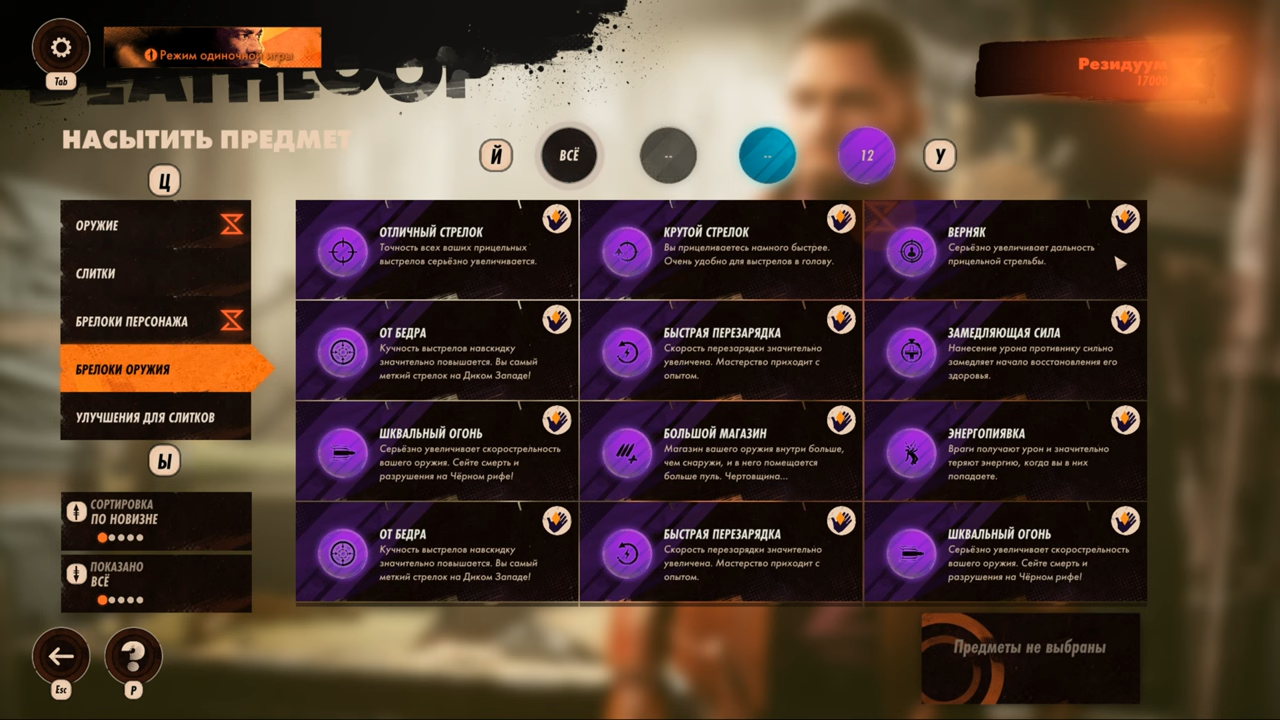 Режим одиночной игры
Tab
DEATHLOOP
Резидуум
17000
НАСЫТИТЬ ПРЕДМЕТ
Й
ВСЁ
--
--
12
У
Ц
ОРУЖИЕ
СЛИТКИ
БРЕЛОКИ ПЕРСОНАЖА
БРЕЛОКИ ОРУЖИЯ
УЛУЧШЕНИЯ ДЛЯ СЛИТКОВ
Ы
СОРТИРОВКА
ПО НОВИЗНЕ
ПОКАЗАНО
ВСЁ
ОТЛИЧНЫЙ СТРЕЛОК
Точность всех ваших прицельных
выстрелов серьёзно увеличивается.
КРУТОЙ СТРЕЛОК
Вы прицеливаетесь намного быстрее.
Очень удобно для выстрелов в голову.
ВЕРНЯК
Серьёзно увеличивает дальность
прицельной стрельбы.
ОТ БЕДРА
Кучность выстрелов навскидку
значительно повышается. Вы самый
меткий стрелок на Диком Западе!
БЫСТРАЯ ПЕРЕЗАРЯДКА
Скорость перезарядки значительно
увеличена. Мастерство приходит с
опытом.
ЗАМЕДЛЯЮЩАЯ СИЛА
Нанесение урона противнику сильно
замедляет начало восстановления его
здоровья.
ШКВАЛЬНЫЙ ОГОНЬ
Серьёзно увеличивает скорострельность
вашего оружия. Сейте смерть и
разрушения на Чёрном рифе!
БОЛЬШОЙ МАГАЗИН
Магазин вашего оружия внутри больше,
чем снаружи, и в него помещается
больше пуль. Чертовщина...
ЭНЕРГОПИЯВКА
Враги получают урон и значительно
теряют энергию, когда вы в них
попадаете.
ОТ БЕДРА
Кучность выстрелов навскидку
значительно повышается. Вы самый
меткий стрелок на Диком Западе!
БЫСТРАЯ ПЕРЕЗАРЯДКА
Скорость перезарядки значительно
увеличена. Мастерство приходит с
опытом.
ШКВАЛЬНЫЙ ОГОНЬ
Серьёзно увеличивает скорострельность
вашего оружия. Сейте смерть и
разрушения на Чёрном рифе!
Предметы не выбраны
?
Esc
P